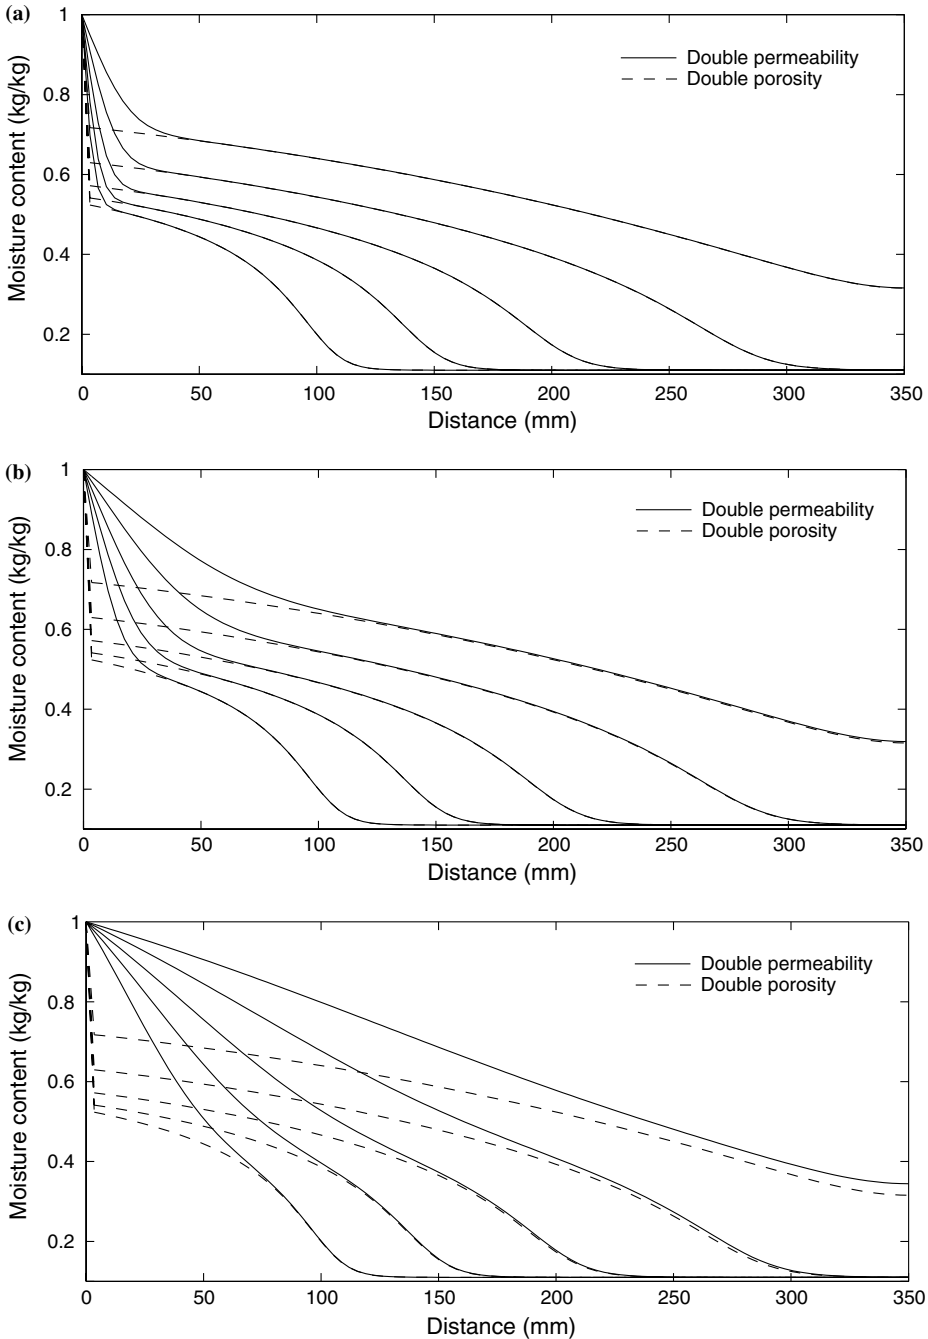 (a)
1
0.8
0.6
0.4
0.2
Moisture content (kg/kg)
Double permeability
Double porosity
0 50 100 150 200 250 300 350
Distance (mm)
(b)
1
0.8
0.6
0.4
0.2
Moisture content (kg/kg)
Double permeability
Double porosity
0 50 100 150 200 250 300 350
Distance (mm)
(c)
1
0.8
0.6
0.4
0.2
Moisture content (kg/kg)
Double permeability
Double porosity
0 50 100 150 200 250 300 350
Distance (mm)